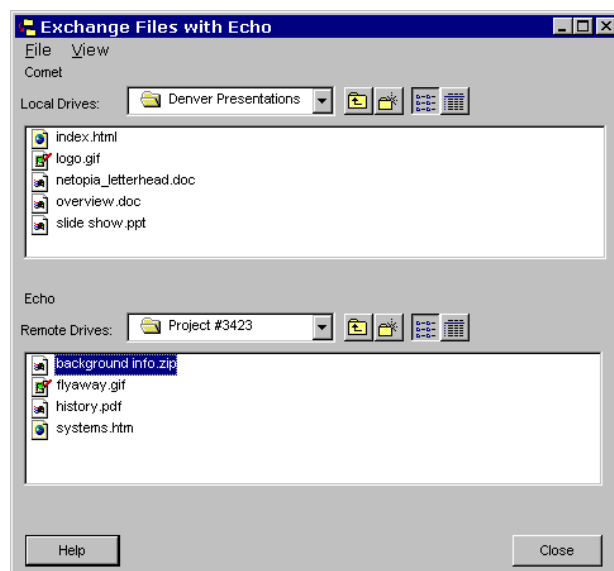 Exchange Files with Echo
File View
Comet
Local Drives: Denver Presentations
index.html
logo.gif
netopia_letterhead.doc
overview.doc
slide show.ppt
Echo
Remote Drives: Project #3423
background info.zip
flyaway.gif
history.pdf
systems.htm
Help Close